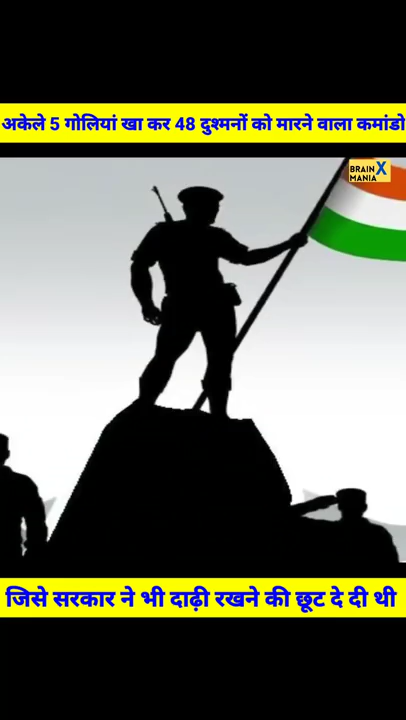 अकेले 5 गोलियां खा कर 48 दुश्मनों को मारने वाला कमांडो
BRAIN X
MANIA
जिसे सरकार ने भी दाढ़ी रखने की छूट दे दी थी